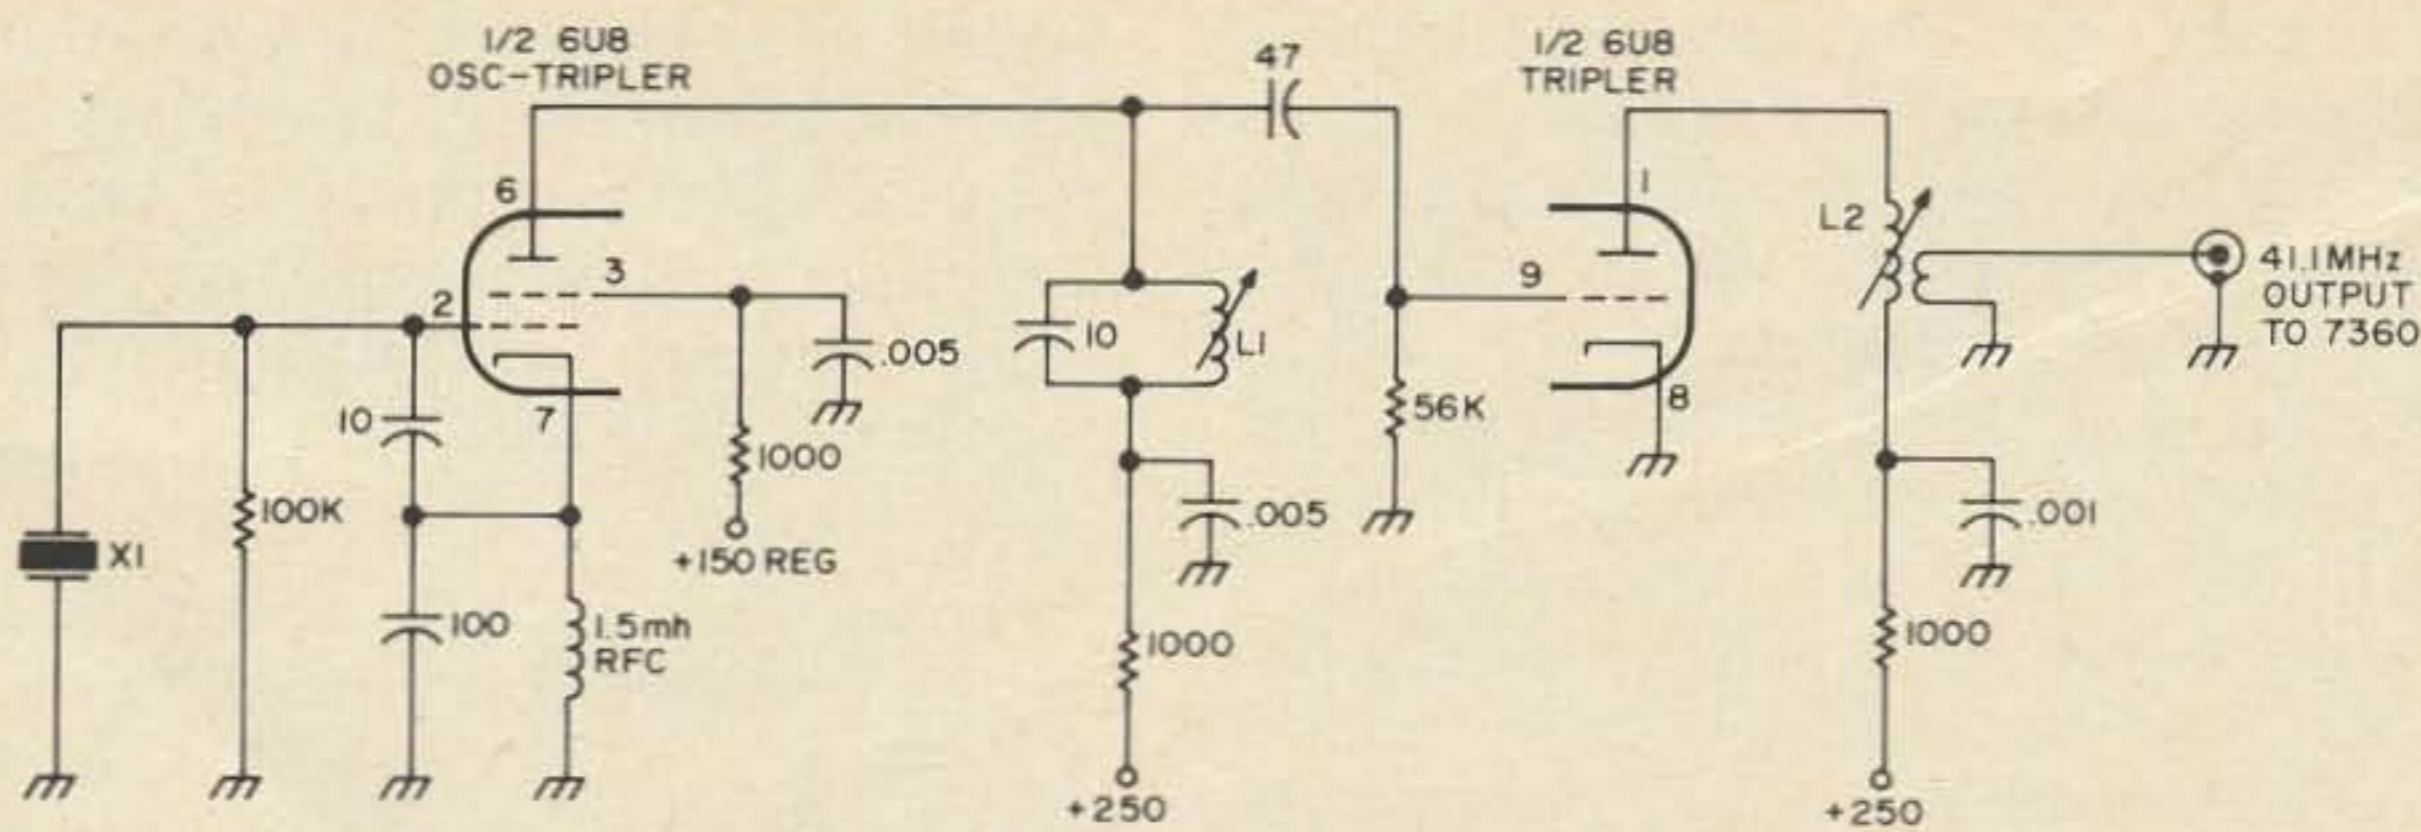 1/2 6U8
OSC-TRIPLER
47
1/2 6U8
TRIPLER
6
3
2
7
10
.005
100K
1000
+150 REG
X1
100
1.5mh
RFC
10
L1
.005
1000
+250
56K
9
1
8
L2
41.1MHz
OUTPUT
TO 7360
.001
1000
+250